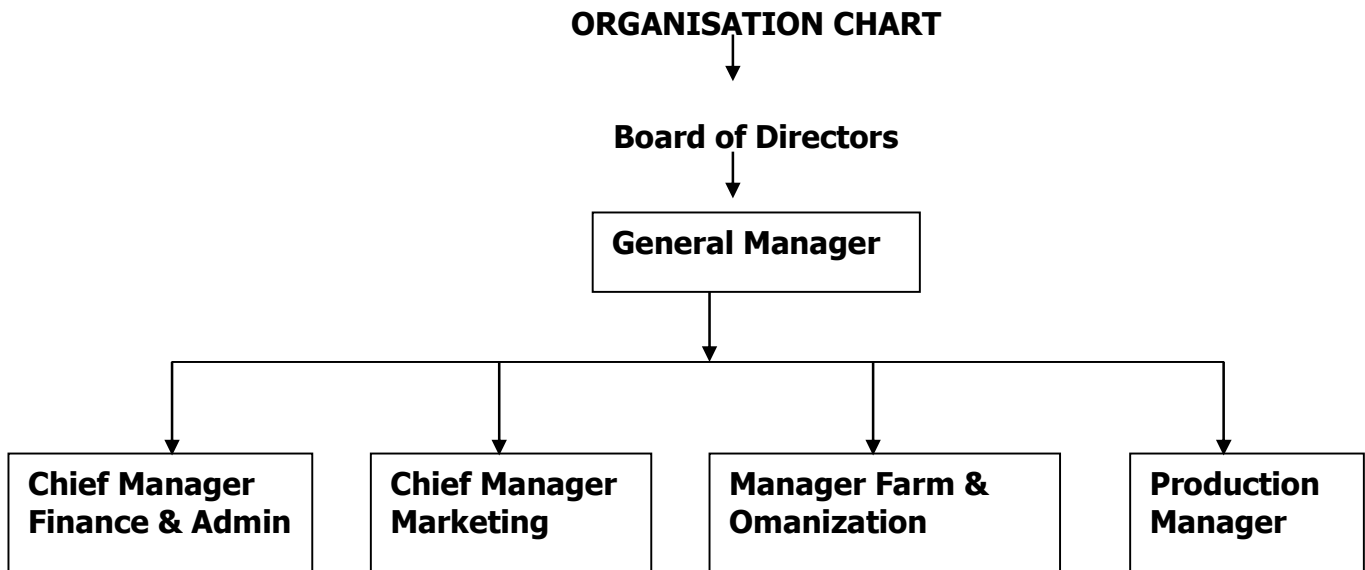 ORGANISATION CHART
Board of Directors
General Manager
Chief Manager
Finance & Admin
Chief Manager
Marketing
Manager Farm &
Omanization
Production
Manager